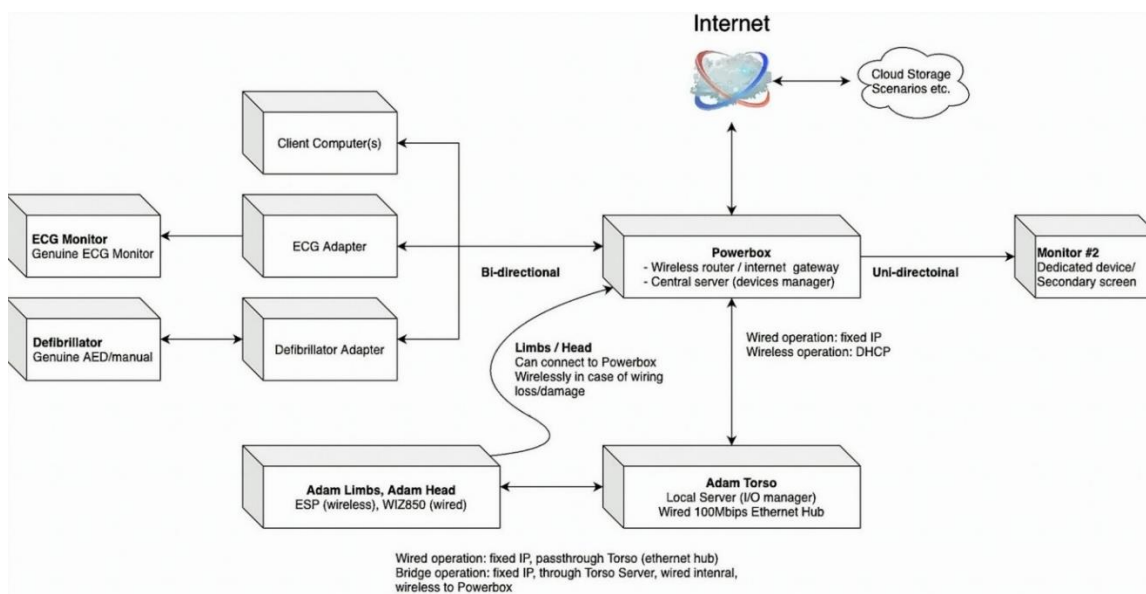 Internet
Cloud Storage
Scenarios etc.
Client Computer(s)
ECG Monitor
Genuine ECG Monitor
ECG Adapter
Bi-directional
Powerbox
- Wireless router / internet gateway
- Central server (devices manager)
Uni-directoinal
Monitor #2
Dedicated device/
Secondary screen
Defibrillator
Genuine AED/manual
Defibrillator Adapter
Limbs / Head
Can connect to Powerbox
Wirelessly in case of wiring
loss/damage
Wired operation: fixed IP
Wireless operation: DHCP
Adam Limbs, Adam Head
ESP (wireless), WIZ850 (wired)
Adam Torso
Local Server (I/O manager)
Wired 100Mbips Ethernet Hub
Wired operation: fixed IP, passthrough Torso (ethernet hub)
Bridge operation: fixed IP, through Torso Server, wired intenral,
wireless to Powerbox